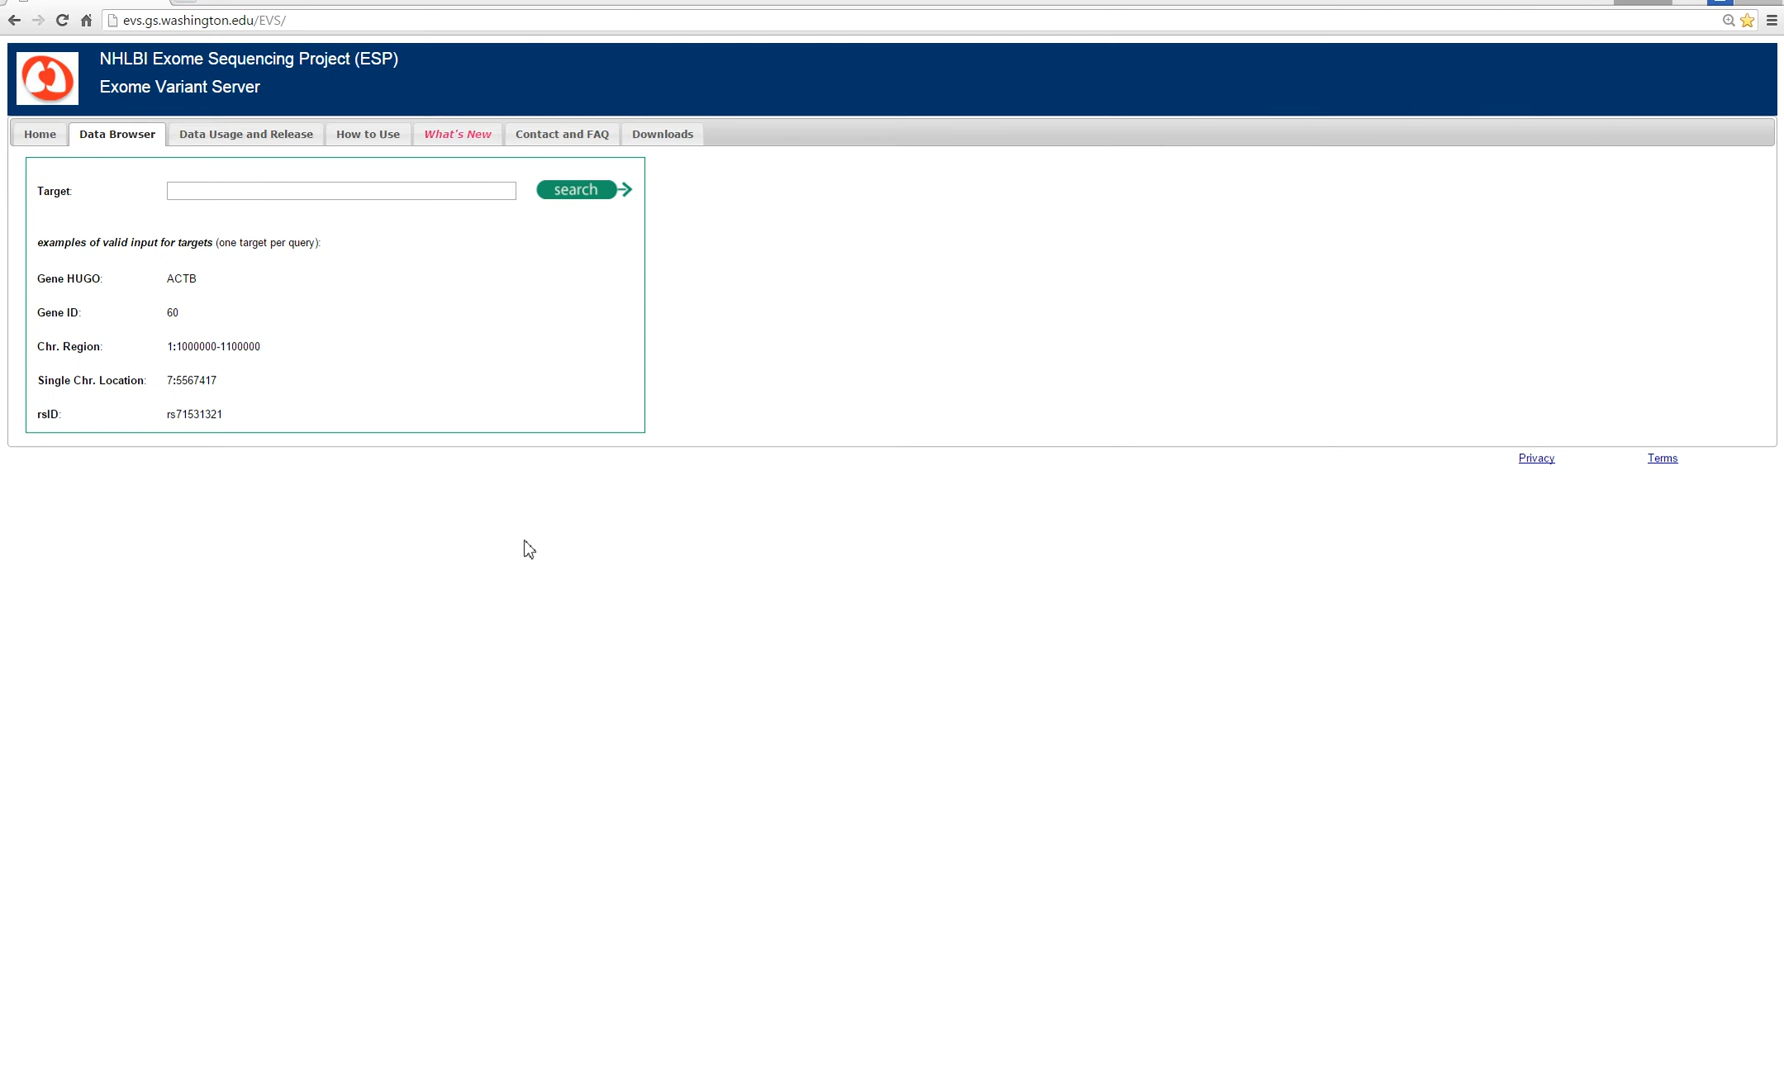 evs.gs.washington.edu/EVS/
NHLBI Exome Sequencing Project (ESP)
Exome Variant Server
Home Data Browser Data Usage and Release How to Use What's New Contact and FAQ Downloads
Target: search
examples of valid input for targets (one target per query):
Gene HUGO: ACTB
Gene ID: 60
Chr. Region: 1:1000000-1100000
Single Chr. Location: 7:5567417
rsID: rs71531321
Privacy Terms